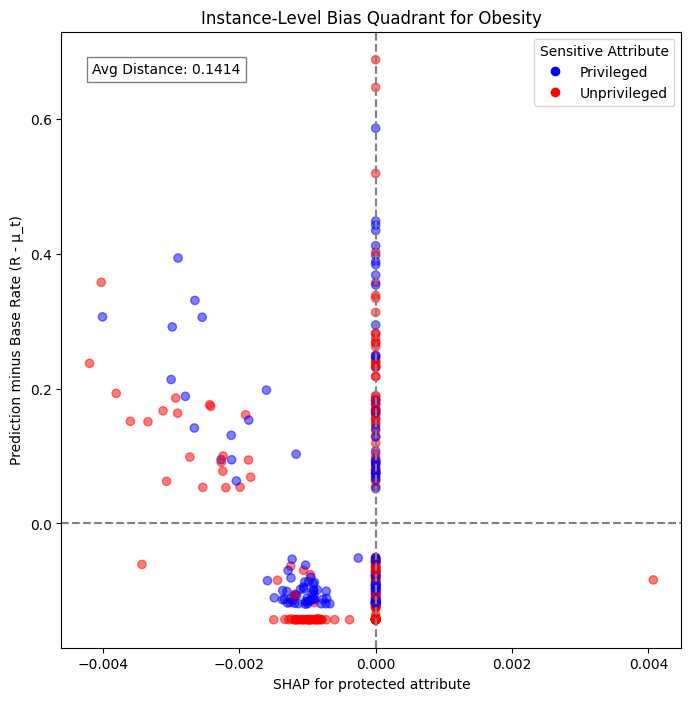 Instance-Level Bias Quadrant for Obesity
Avg Distance: 0.1414
Sensitive Attribute
Privileged
Unprivileged
Prediction minus Base Rate (R - μ_t)
0.6
0.4
0.2
0.0
−0.004
−0.002
0.000
0.002
0.004
SHAP for protected attribute